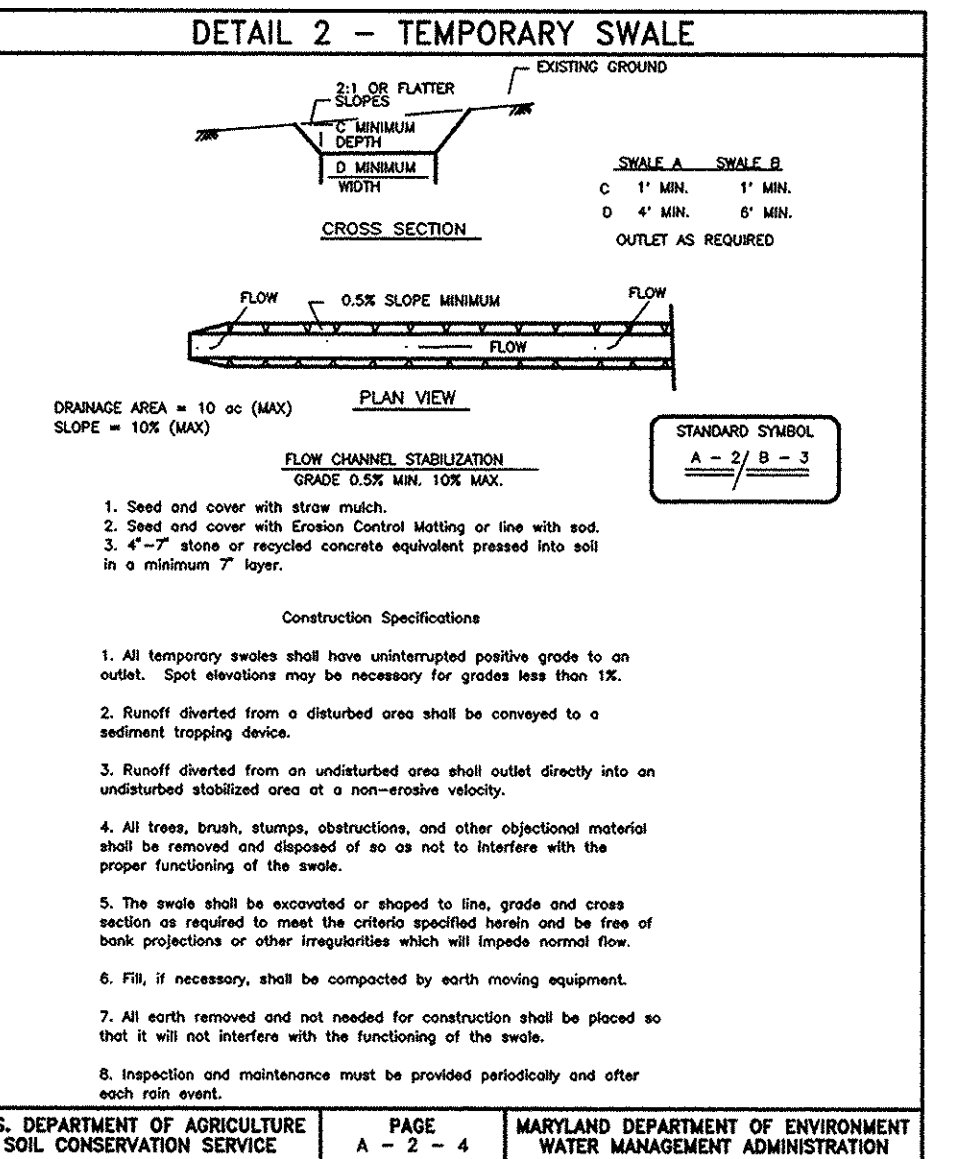 DETAIL 2 – TEMPORARY SWALE
EXISTING GROUND
2:1 OR FLATTER
SLOPES
C MINIMUM
DEPTH
D MINIMUM
WIDTH
CROSS SECTION
SWALE A SWALE B
C 1' MIN. 1' MIN.
D 4' MIN. 6' MIN.
OUTLET AS REQUIRED
FLOW
0.5% SLOPE MINIMUM
FLOW
FLOW
PLAN VIEW
DRAINAGE AREA = 10 ac (MAX)
SLOPE = 10% (MAX)
STANDARD SYMBOL
A – 2/ B – 3
FLOW CHANNEL STABILIZATION
GRADE 0.5% MIN. 10% MAX.
1. Seed and cover with straw mulch.
2. Seed and cover with Erosion Control Matting or line with sod.
3. 4"–7" stone or recycled concrete equivalent pressed into soil
in a minimum 7" layer.
Construction Specifications
1. All temporary swales shall have uninterrupted positive grade to an
outlet. Spot elevations may be necessary for grades less than 1%.
2. Runoff diverted from a disturbed area shall be conveyed to a
sediment trapping device.
3. Runoff diverted from an undisturbed area shall outlet directly into an
undisturbed stabilized area at a non–erosive velocity.
4. All trees, brush, stumps, obstructions, and other objectional material
shall be removed and disposed of so as not to interfere with the
proper functioning of the swale.
5. The swale shall be excavated or shaped to line, grade and cross
section as required to meet the criteria specified herein and be free of
bank projections or other irregularities which will impede normal flow.
6. Fill, if necessary, shall be compacted by earth moving equipment.
7. All earth removed and not needed for construction shall be placed so
that it will not interfere with the functioning of the swale.
8. Inspection and maintenance must be provided periodically and after
each rain event.
S. DEPARTMENT OF AGRICULTURE
SOIL CONSERVATION SERVICE
PAGE
A – 2 – 4
MARYLAND DEPARTMENT OF ENVIRONMENT
WATER MANAGEMENT ADMINISTRATION